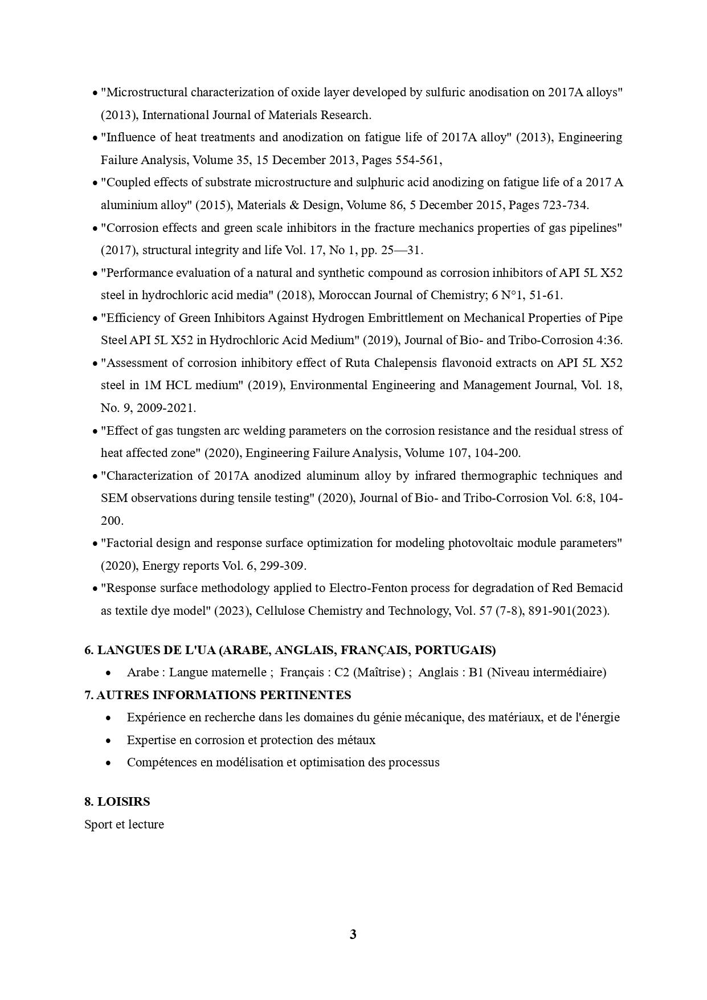 • "Microstructural characterization of oxide layer developed by sulfuric anodisation on 2017A alloys"
(2013), International Journal of Materials Research.
• "Influence of heat treatments and anodization on fatigue life of 2017A alloy" (2013), Engineering
Failure Analysis, Volume 35, 15 December 2013, Pages 554-561,
• "Coupled effects of substrate microstructure and sulphuric acid anodizing on fatigue life of a 2017 A
aluminium alloy" (2015), Materials & Design, Volume 86, 5 December 2015, Pages 723-734.
• "Corrosion effects and green scale inhibitors in the fracture mechanics properties of gas pipelines"
(2017), structural integrity and life Vol. 17, No 1, pp. 25—31.
• "Performance evaluation of a natural and synthetic compound as corrosion inhibitors of API 5L X52
steel in hydrochloric acid media" (2018), Moroccan Journal of Chemistry; 6 N°1, 51-61.
• "Efficiency of Green Inhibitors Against Hydrogen Embrittlement on Mechanical Properties of Pipe
Steel API 5L X52 in Hydrochloric Acid Medium" (2019), Journal of Bio- and Tribo-Corrosion 4:36.
• "Assessment of corrosion inhibitory effect of Ruta Chalepensis flavonoid extracts on API 5L X52
steel in 1M HCL medium" (2019), Environmental Engineering and Management Journal, Vol. 18,
No. 9, 2009-2021.
• "Effect of gas tungsten arc welding parameters on the corrosion resistance and the residual stress of
heat affected zone" (2020), Engineering Failure Analysis, Volume 107, 104-200.
• "Characterization of 2017A anodized aluminum alloy by infrared thermographic techniques and
SEM observations during tensile testing" (2020), Journal of Bio- and Tribo-Corrosion Vol. 6:8, 104-
200.
• "Factorial design and response surface optimization for modeling photovoltaic module parameters"
(2020), Energy reports Vol. 6, 299-309.
• "Response surface methodology applied to Electro-Fenton process for degradation of Red Bemacid
as textile dye model" (2023), Cellulose Chemistry and Technology, Vol. 57 (7-8), 891-901(2023).
6. LANGUES DE L'UA (ARABE, ANGLAIS, FRANÇAIS, PORTUGAIS)
• Arabe : Langue maternelle ; Français : C2 (Maîtrise) ; Anglais : B1 (Niveau intermédiaire)
7. AUTRES INFORMATIONS PERTINENTES
• Expérience en recherche dans les domaines du génie mécanique, des matériaux, et de l'énergie
• Expertise en corrosion et protection des métaux
• Compétences en modélisation et optimisation des processus
8. LOISIRS
Sport et lecture
3